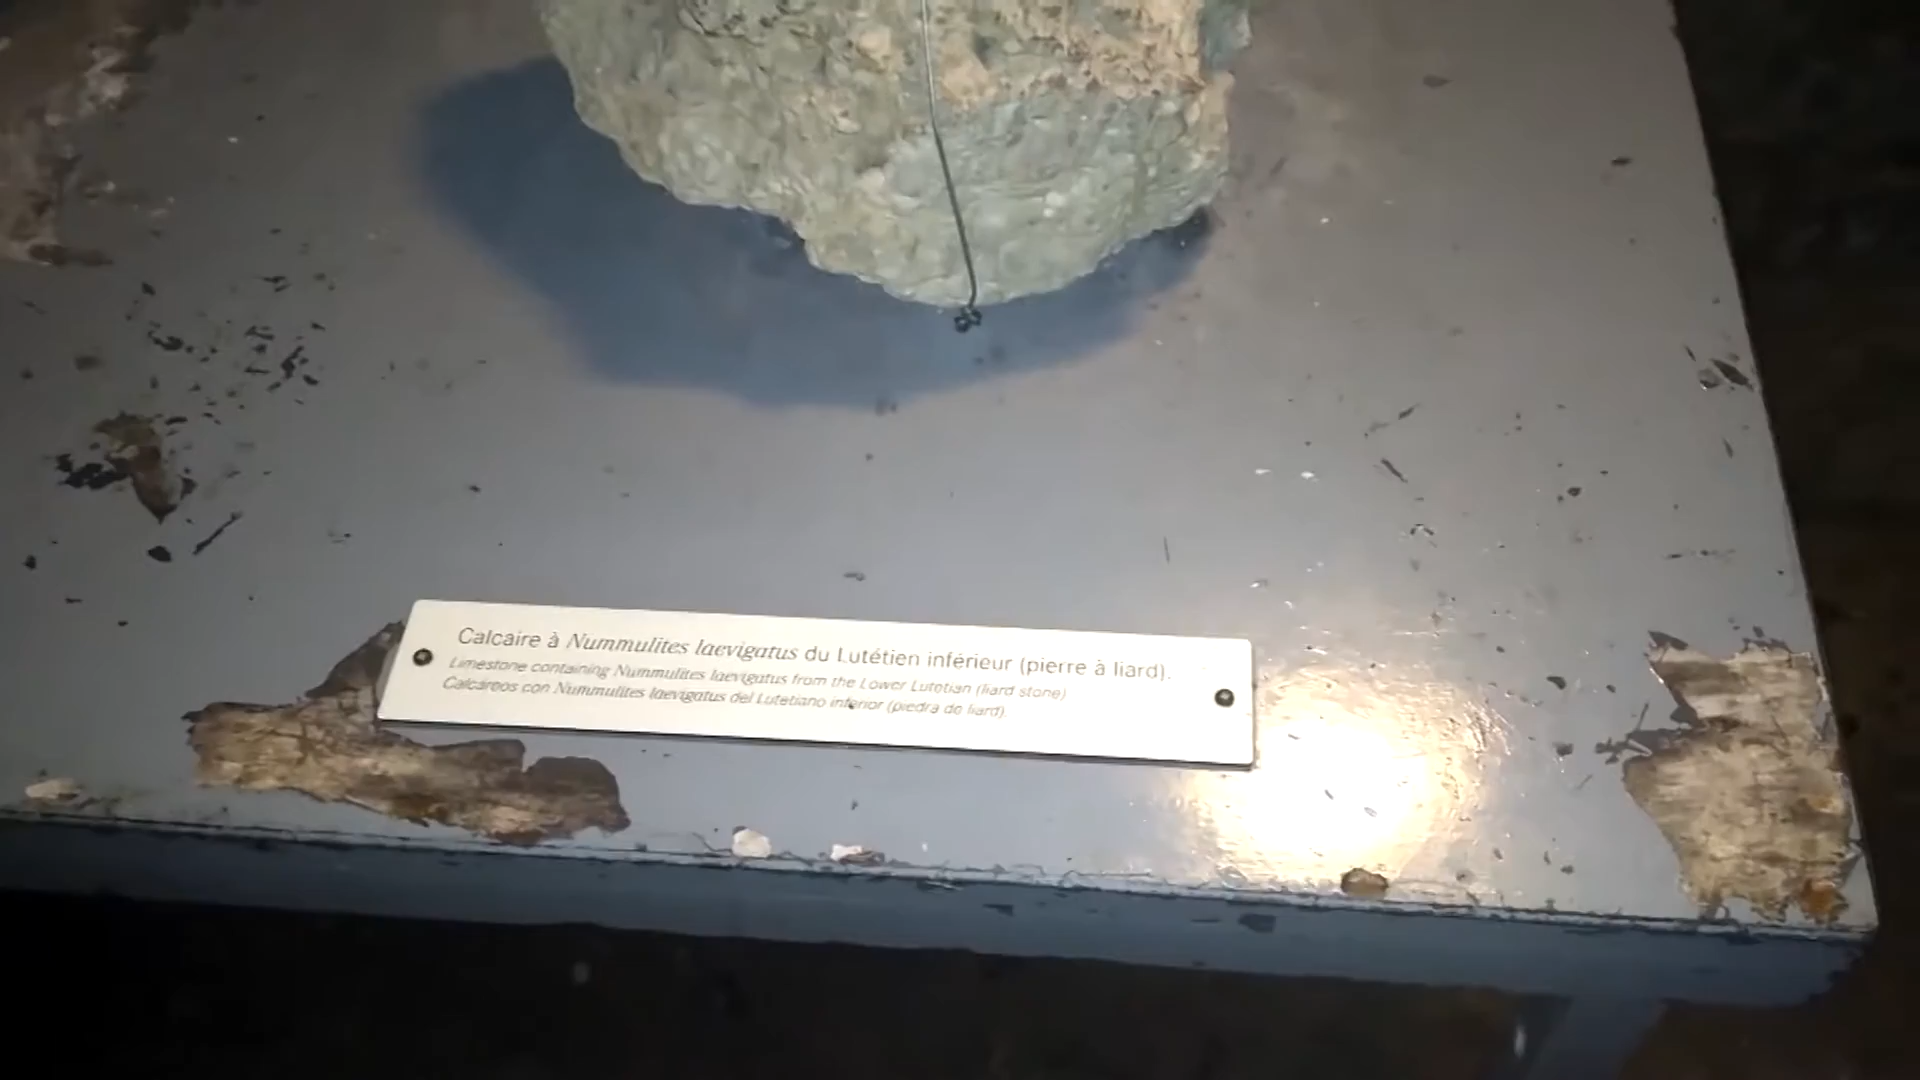 Calcaire à Nummulites laevigatus du Lutétien inférieur (pierre à liard).
Limestone containing Nummulites laevigatus from the Lower Lutetian (liard stone)
Calcáreos con Nummulites laevigatus del Lutetiano inferior (piedra de liard).